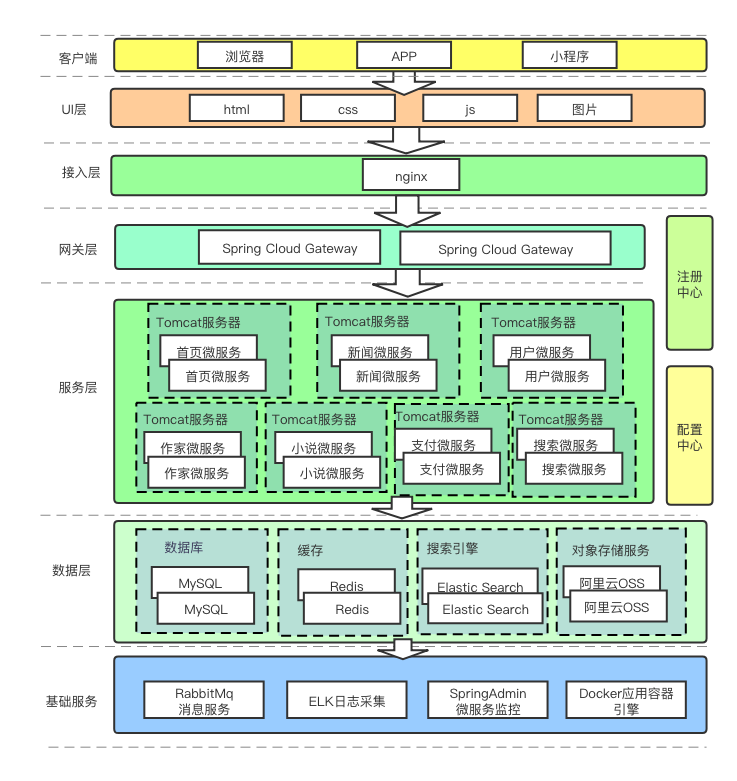 客户端
浏览器
APP
小程序
UI层
html
css
js
图片
接入层
nginx
网关层
Spring Cloud Gateway
Spring Cloud Gateway
注册
中心
服务层
Tomcat服务器
首页微服务
首页微服务
Tomcat服务器
新闻微服务
新闻微服务
Tomcat服务器
用户微服务
用户微服务
配置
中心
Tomcat服务器
作家微服务
作家微服务
Tomcat服务器
小说微服务
小说微服务
Tomcat服务器
支付微服务
支付微服务
Tomcat服务器
搜索微服务
搜索微服务
数据层
数据库
MySQL
MySQL
缓存
Redis
Redis
搜索引擎
Elastic Search
Elastic Search
对象存储服务
阿里云OSS
阿里云OSS
基础服务
RabbitMq
消息服务
ELK日志采集
SpringAdmin
微服务监控
Docker应用容器
引擎